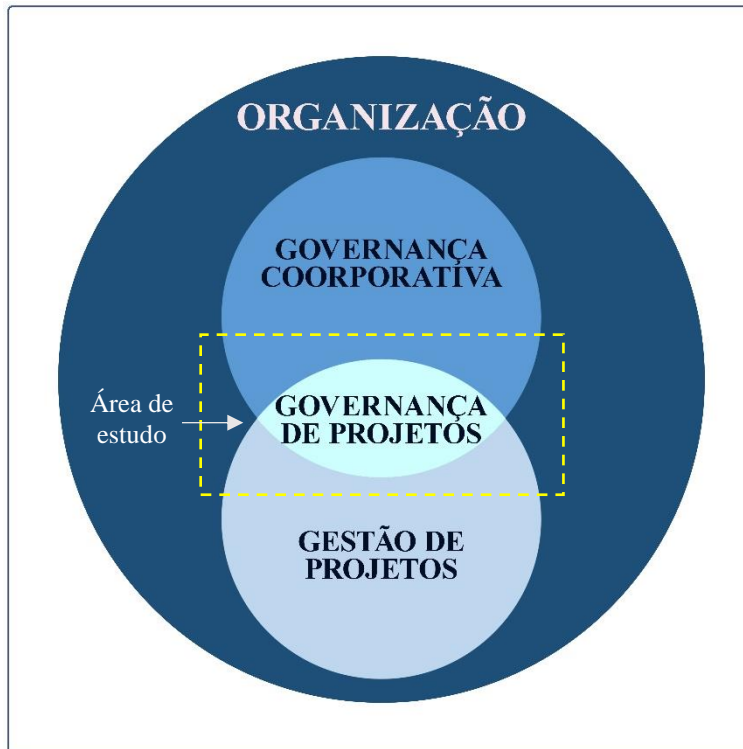 ORGANIZAÇÃO
GOVERNANÇA
COORPORATIVA
Área de
estudo
GOVERNANÇA
DE PROJETOS
GESTÃO DE
PROJETOS